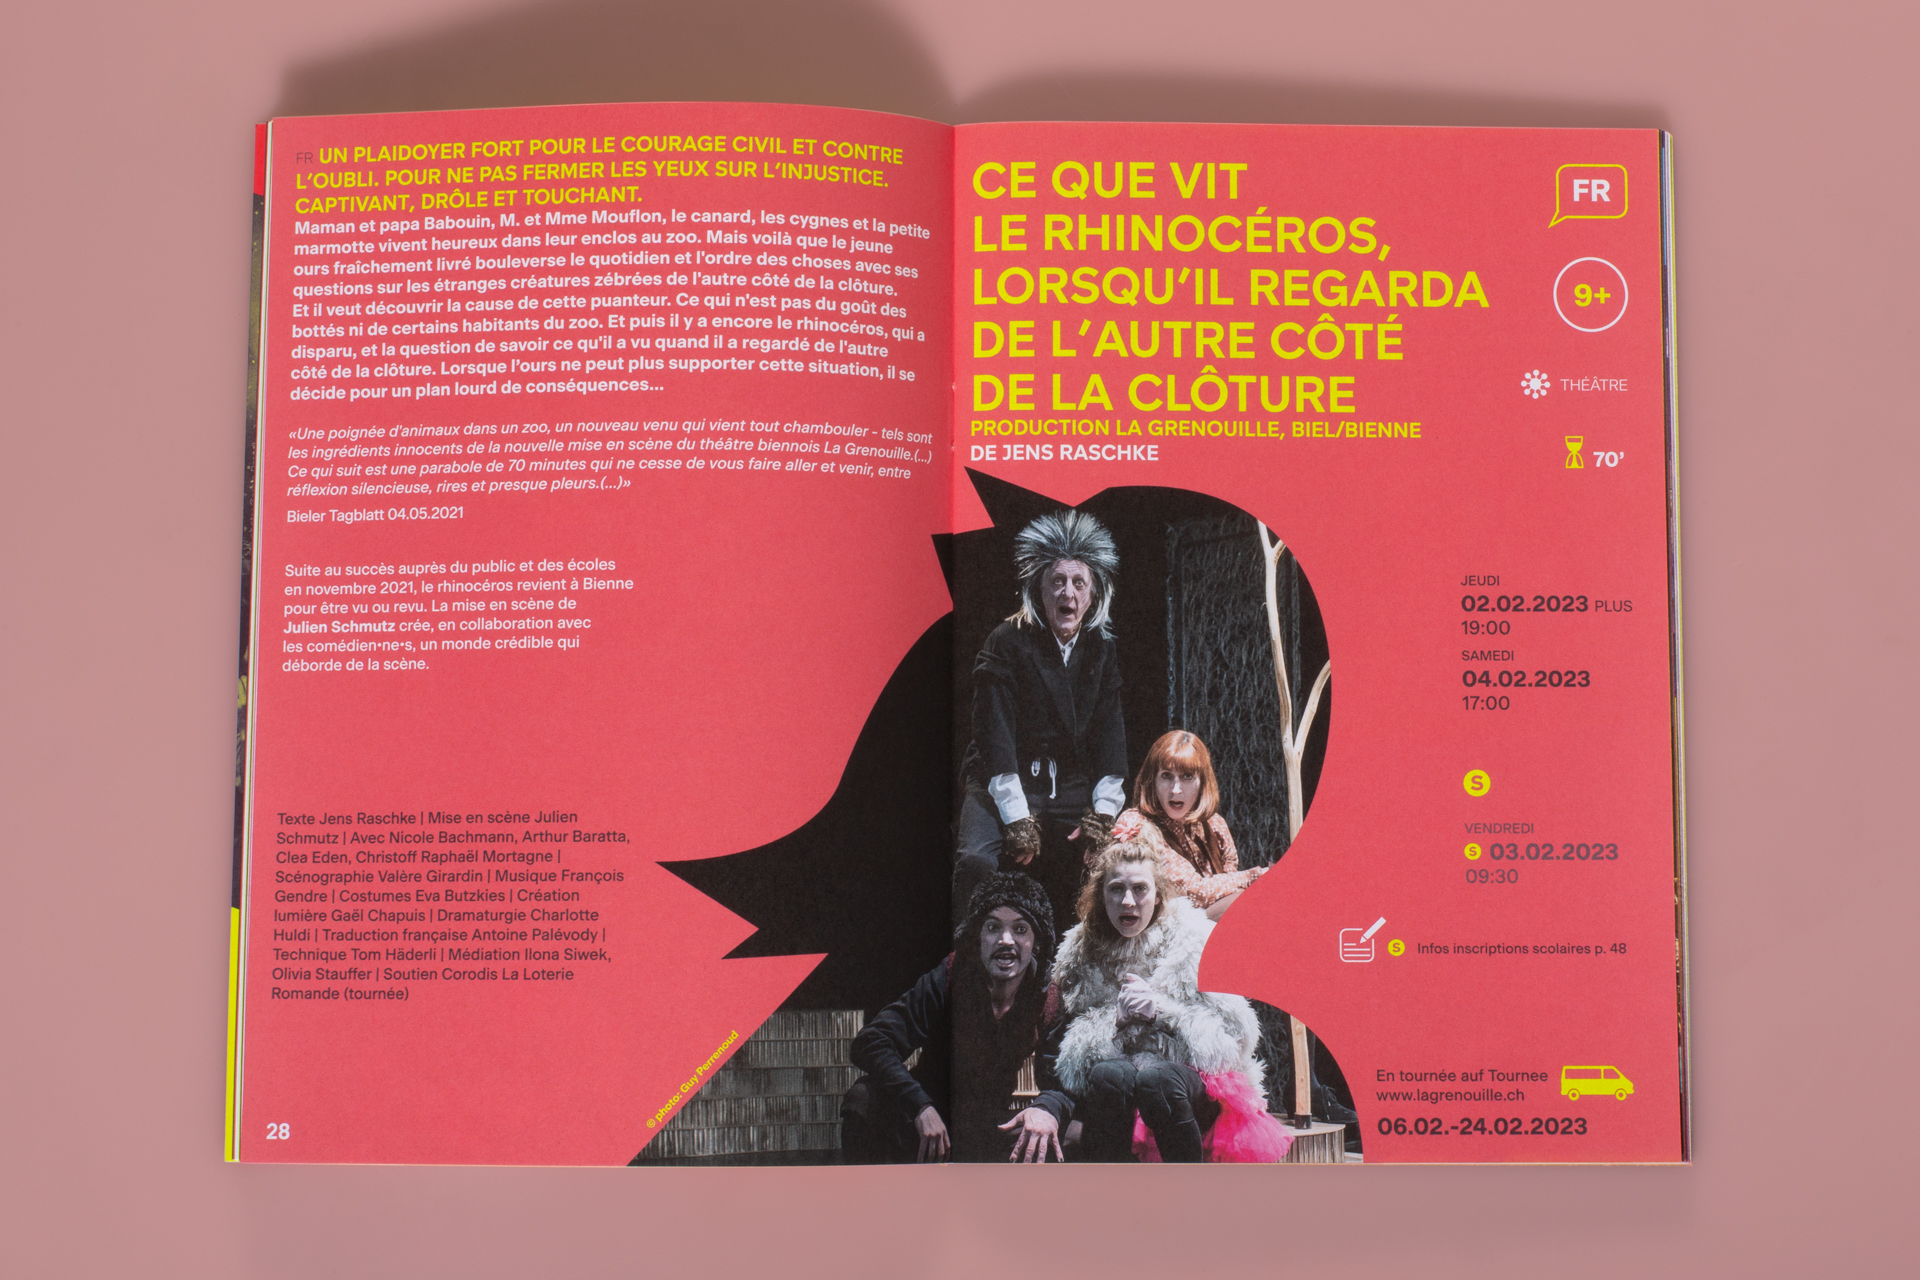 FR UN PLAIDOYER FORT POUR LE COURAGE CIVIL ET CONTRE
L'OUBLI. POUR NE PAS FERMER LES YEUX SUR L'INJUSTICE.
CAPTIVANT, DRÔLE ET TOUCHANT.
Maman et papa Babouin, M. et Mme Mouflon, le canard, les cygnes et la petite
marmotte vivent heureux dans leur enclos au zoo. Mais voilà que le jeune
ours fraîchement livré bouleverse le quotidien et l'ordre des choses avec ses
questions sur les étranges créatures zébrées de l'autre côté de la clôture.
Et il veut découvrir la cause de cette puanteur. Ce qui n'est pas du goût des
bottés ni de certains habitants du zoo. Et puis il y a encore le rhinocéros, qui a
disparu, et la question de savoir ce qu'il a vu quand il a regardé de l'autre
côté de la clôture. Lorsque l'ours ne peut plus supporter cette situation, il se
décide pour un plan lourd de conséquences...
«Une poignée d'animaux dans un zoo, un nouveau venu qui vient tout chambouler - tels sont
les ingrédients innocents de la nouvelle mise en scène du théâtre biennois La Grenouille.(...)
Ce qui suit est une parabole de 70 minutes qui ne cesse de vous faire aller et venir, entre
réflexion silencieuse, rires et presque pleurs.(...)»
Bieler Tagblatt 04.05.2021
Suite au succès auprès du public et des écoles
en novembre 2021, le rhinocéros revient à Bienne
pour être vu ou revu. La mise en scène de
Julien Schmutz crée, en collaboration avec
les comédien•ne•s, un monde crédible qui
déborde de la scène.
Texte Jens Raschke | Mise en scène Julien
Schmutz | Avec Nicole Bachmann, Arthur Baratta,
Clea Eden, Christoff Raphaël Mortagne |
Scénographie Valère Girardin | Musique François
Gendre | Costumes Eva Butzkies | Création
lumière Gaël Chapuis | Dramaturgie Charlotte
Huldi | Traduction française Antoine Palévody |
Technique Tom Häderli | Médiation Ilona Siwek,
Olivia Stauffer | Soutien Corodis La Loterie
Romande (tournée)
© photo: Guy Perrenoud
28
CE QUE VIT
LE RHINOCÉROS,
LORSQU'IL REGARDA
DE L'AUTRE CÔTÉ
DE LA CLÔTURE
PRODUCTION LA GRENOUILLE, BIEL/BIENNE
DE JENS RASCHKE
FR
9+
THÉÂTRE
70'
JEUDI
02.02.2023 PLUS
19:00
SAMEDI
04.02.2023
17:00
S
VENDREDI
S 03.02.2023
09:30
S Infos inscriptions scolaires p. 48
En tournée auf Tournee
www.lagrenouille.ch
06.02.-24.02.2023